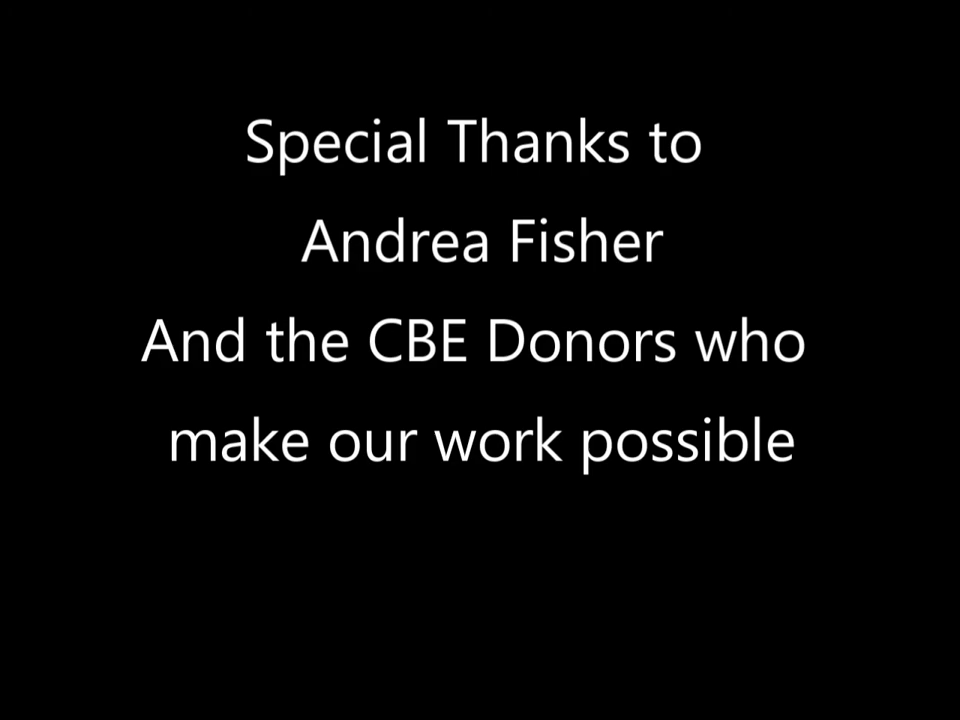 Special Thanks to
Andrea Fisher
And the CBE Donors who
make our work possible